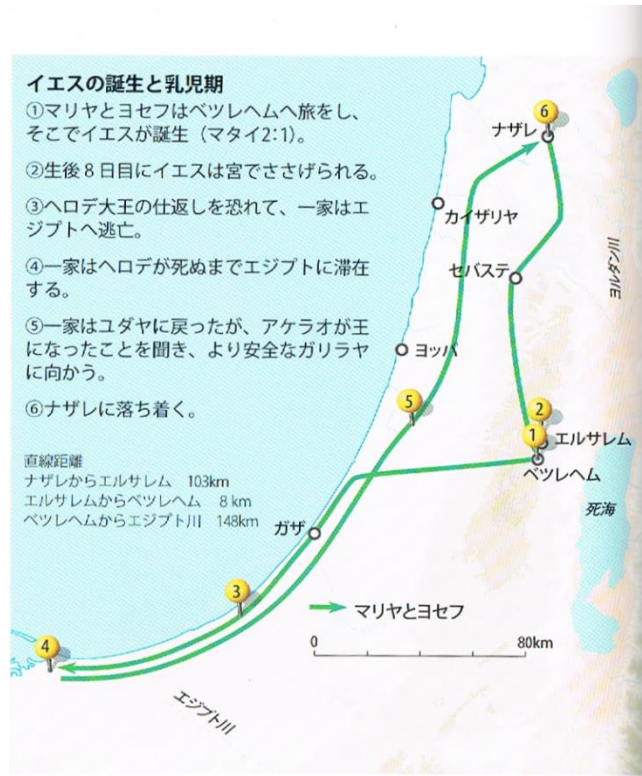 イエスの誕生と乳児期
①マリヤとヨセフはベツレヘムへ旅をし、
そこでイエスが誕生（マタイ2:1）。
②生後８日目にイエスは宮でささげられる。
③ヘロデ大王の仕返しを恐れて、一家はエ
ジプトへ逃亡。
④一家はヘロデが死ぬまでエジプトに滞在
する。
⑤一家はユダヤに戻ったが、アケラオが王
になったことを聞き、より安全なガリラヤ
に向かう。
⑥ナザレに落ち着く。
直線距離
ナザレからエルサレム　103km
エルサレムからベツレヘム　8 km
ベツレヘムからエジプト川　148km
6
ナザレ
カイザリヤ
ヨルダン川
セバステ
ヨッパ
5
2
1
エルサレム
ベツレヘム
死海
ガザ
3
マリヤとヨセフ
0
80km
4
エジプト川